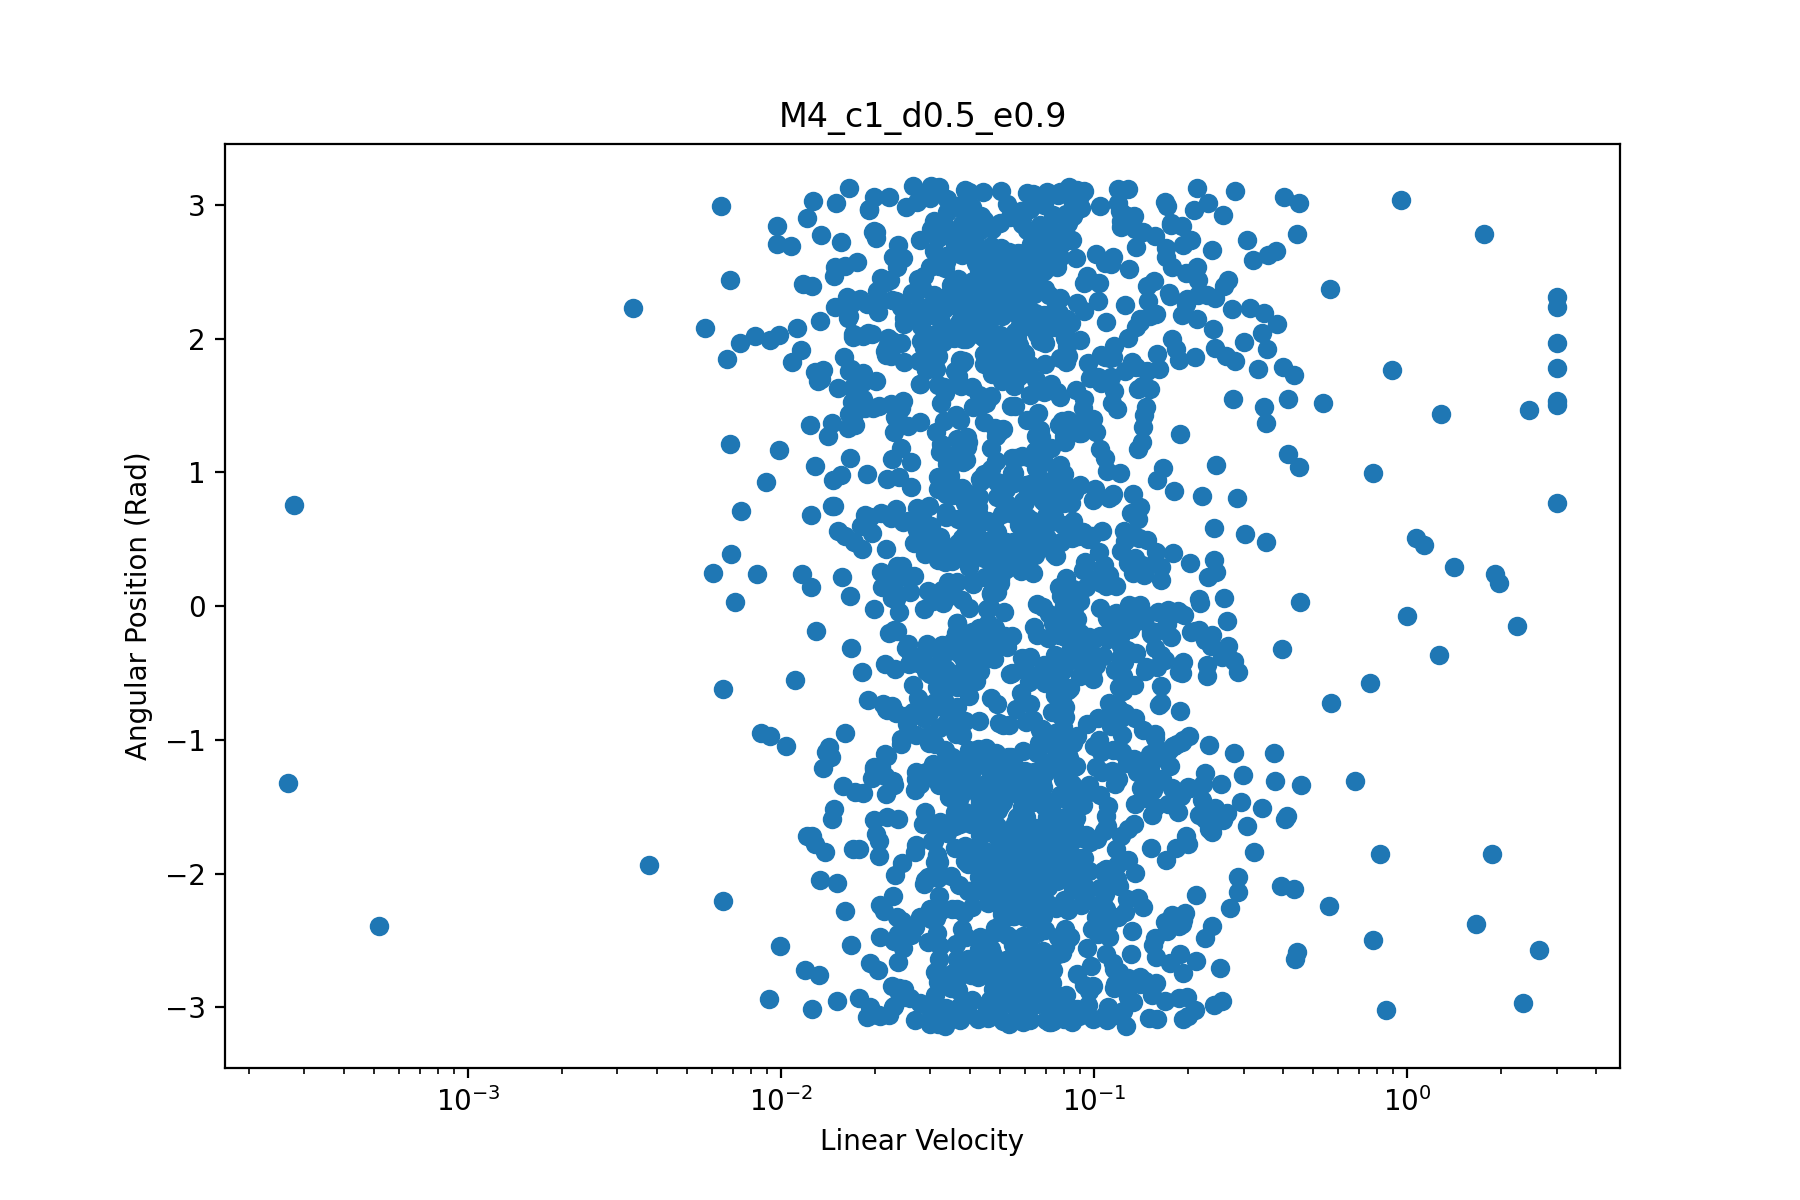 M4_c1_d0.5_e0.9
Angular Position (Rad)
3
2
1
0
−1
−2
−3
10⁻³ 10⁻² 10⁻¹ 10⁰
Linear Velocity